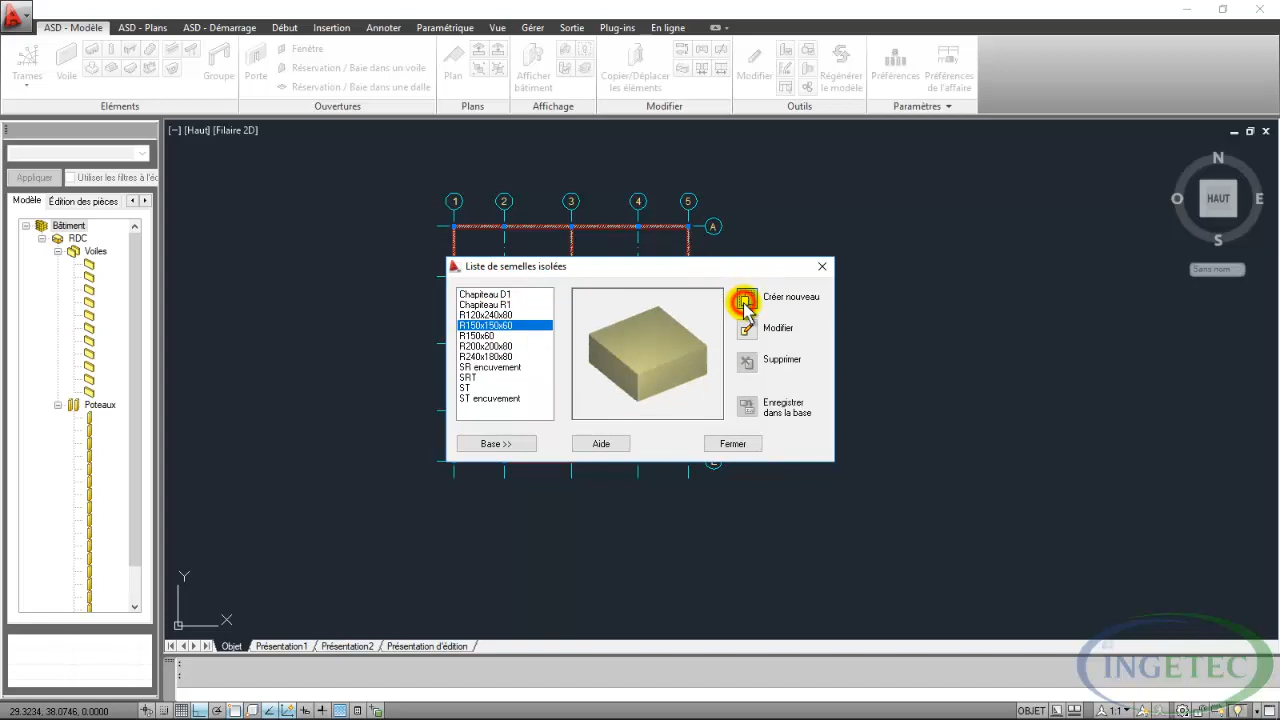 ASD - Modèle ASD - Plans ASD - Démarrage Début Insertion Annoter Paramétrique Vue Gérer Sortie Plug-ins En ligne
Trames Voile Groupe Porte Fenêtre
Réservation / Baie dans un voile
Réservation / Baie dans une dalle
Plan Afficher bâtiment Copier/Déplacer les éléments Modifier Régénérer le modèle Préférences Préférences de l'affaire
Eléments Ouvertures Plans Affichage Modifier Outils Paramètres
[−] [Haut] [Filaire 2D]
Appliquer Utiliser les filtres à l'éc
Modèle Édition des pièces
Bâtiment
RDC
Voiles
Poteaux
1 2 3 4 5
A
N
O HAUT E
S
Sans nom
Liste de semelles isolées
Chapiteau D1
Chapiteau R1
R120x240x80
R150x150x60
R150x60
R200x200x80
R240x180x80
SR encuvement
SRT
ST
ST encuvement
Créer nouveau
Modifier
Supprimer
Enregistrer
dans la base
Base >> Aide Fermer
Y
X
Objet Présentation1 Présentation2 Présentation d'édition
:
:
INGETEC
29.3234, 38.0746, 0.0000 OBJET 1:1